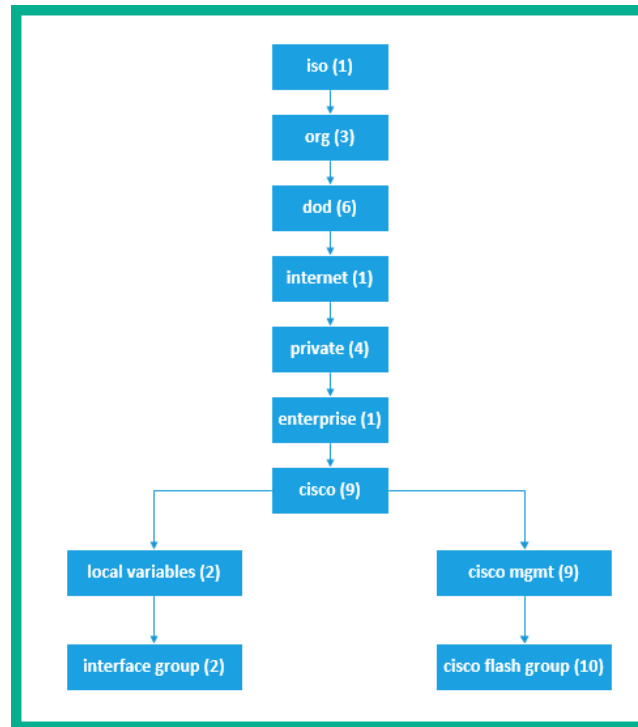 iso (1)
org (3)
dod (6)
internet (1)
private (4)
enterprise (1)
cisco (9)
local variables (2)
cisco mgmt (9)
interface group (2)
cisco flash group (10)